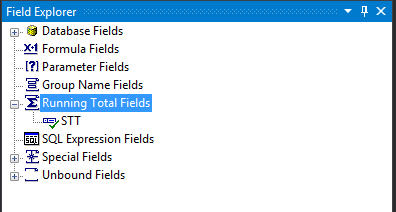 Field Explorer
Database Fields
Formula Fields
Parameter Fields
Group Name Fields
Running Total Fields
STT
SQL Expression Fields
Special Fields
Unbound Fields